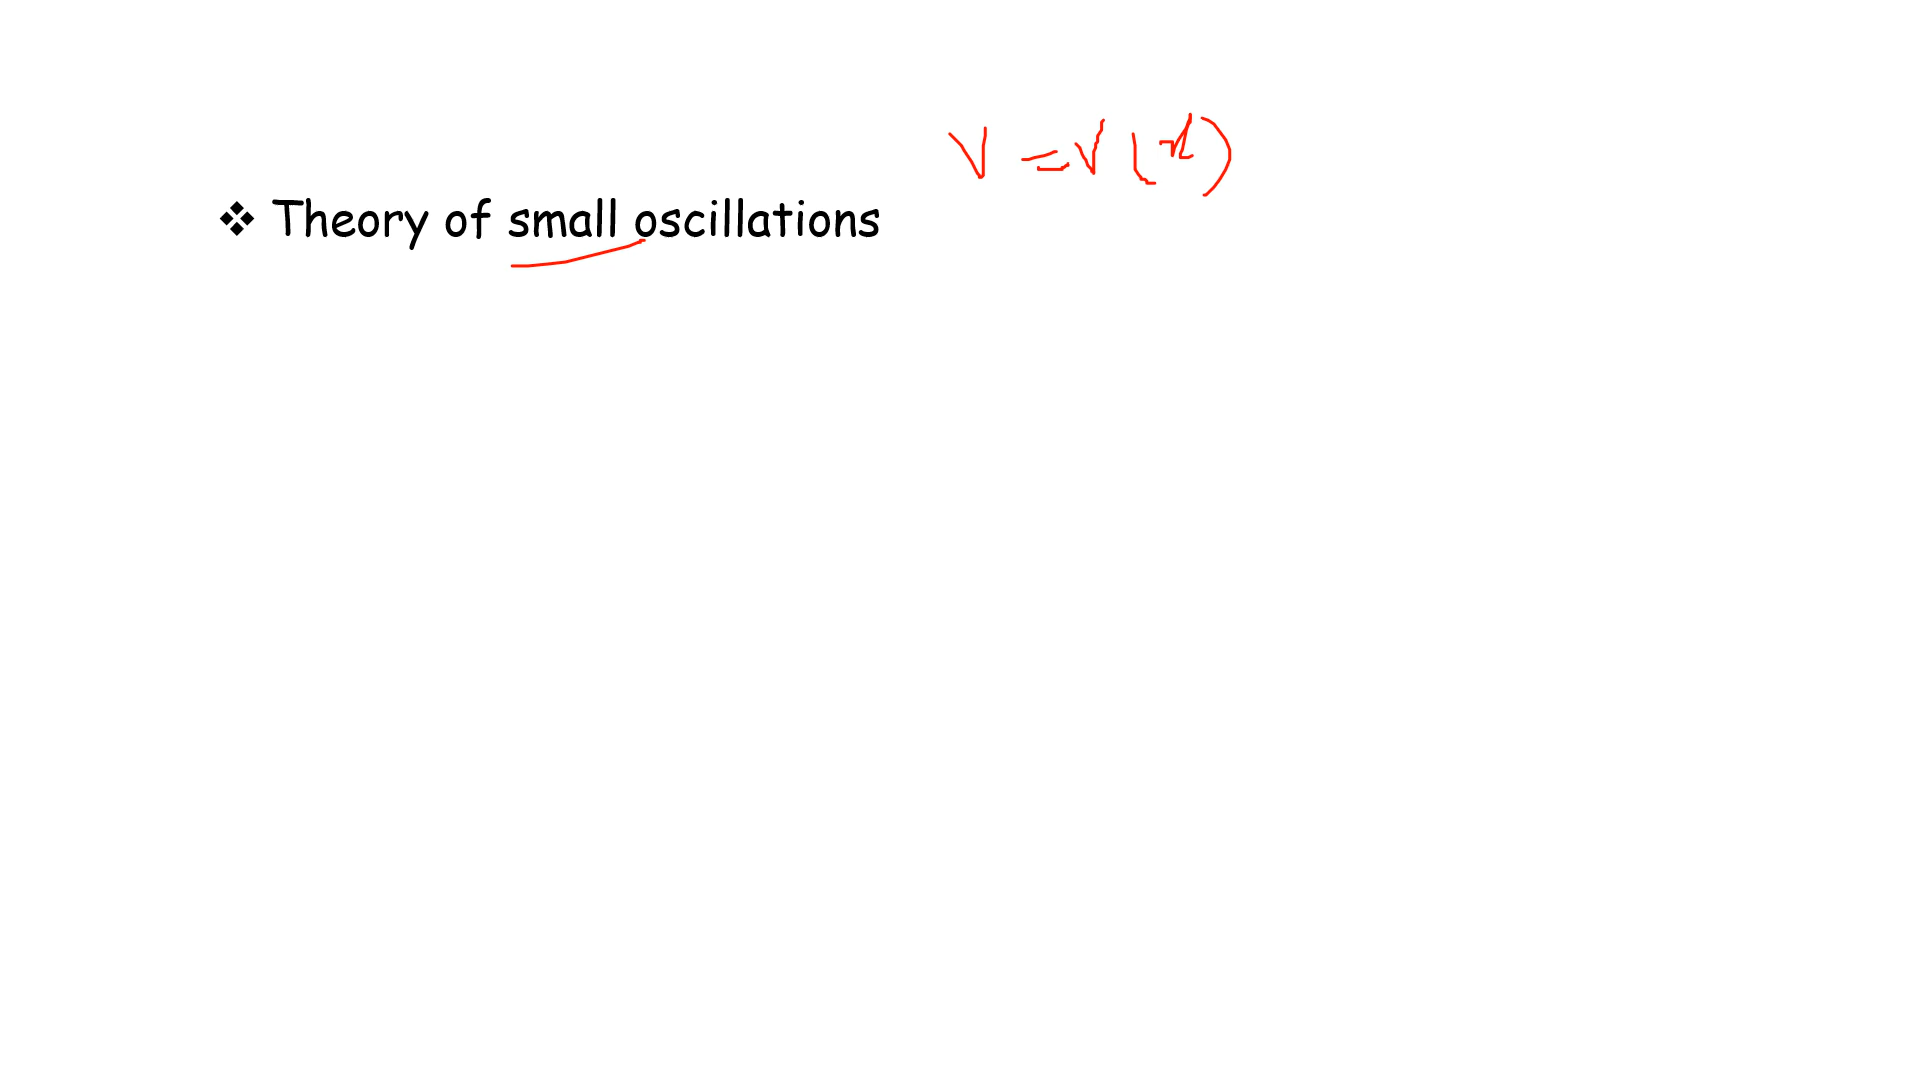 V = V(x)
❖ Theory of small oscillations